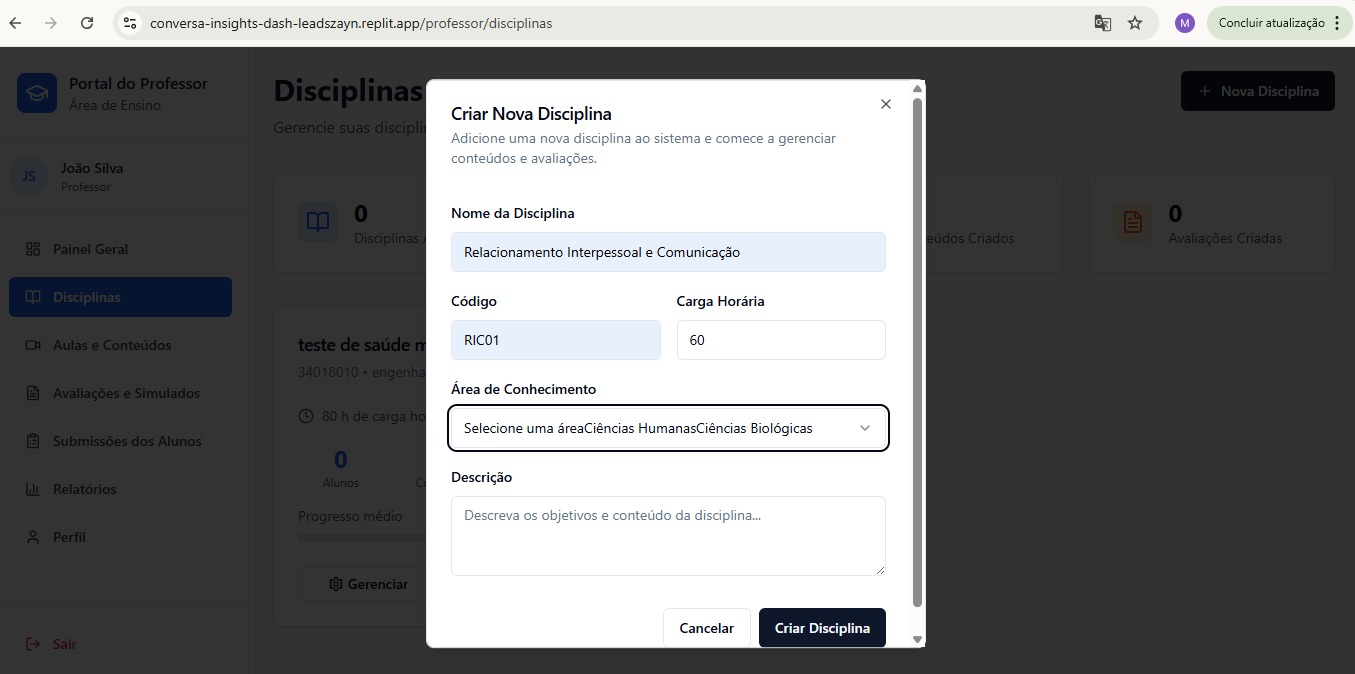 conversa-insights-dash-leadszayn.replit.app/professor/disciplinas
M
Concluir atualização
Portal do Professor
Área de Ensino
JS
João Silva
Professor
Painel Geral
Disciplinas
Aulas e Conteúdos
Avaliações e Simulados
Submissões dos Alunos
Relatórios
Perfil
Sair
Disciplinas
Gerencie suas
Nova Disciplina
0
Disciplinas
Criados
0
Avaliações Criadas
teste de saúde
34018010 •
80 h de carga
0
Alunos
Progresso médio
Gerenciar
Criar Nova Disciplina
Adicione uma nova disciplina ao sistema e comece a gerenciar
conteúdos e avaliações.
Nome da Disciplina
Relacionamento Interpessoal e Comunicação
Código
Carga Horária
RIC01
60
Área de Conhecimento
Selecione uma áreaCiências HumanasCiências Biológicas
Descrição
Descreva os objetivos e conteúdo da disciplina...
Cancelar
Criar Disciplina